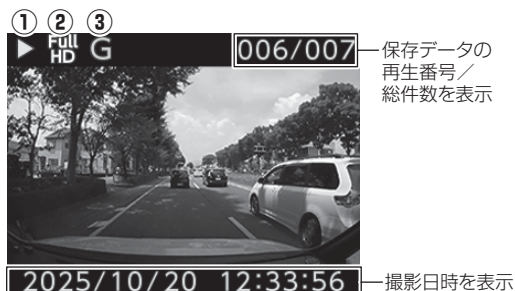 ① ② ③
▶ Full HD G 006/007
保存データの
再生番号／
総件数を表示
2025/10/20 12:33:56
撮影日時を表示